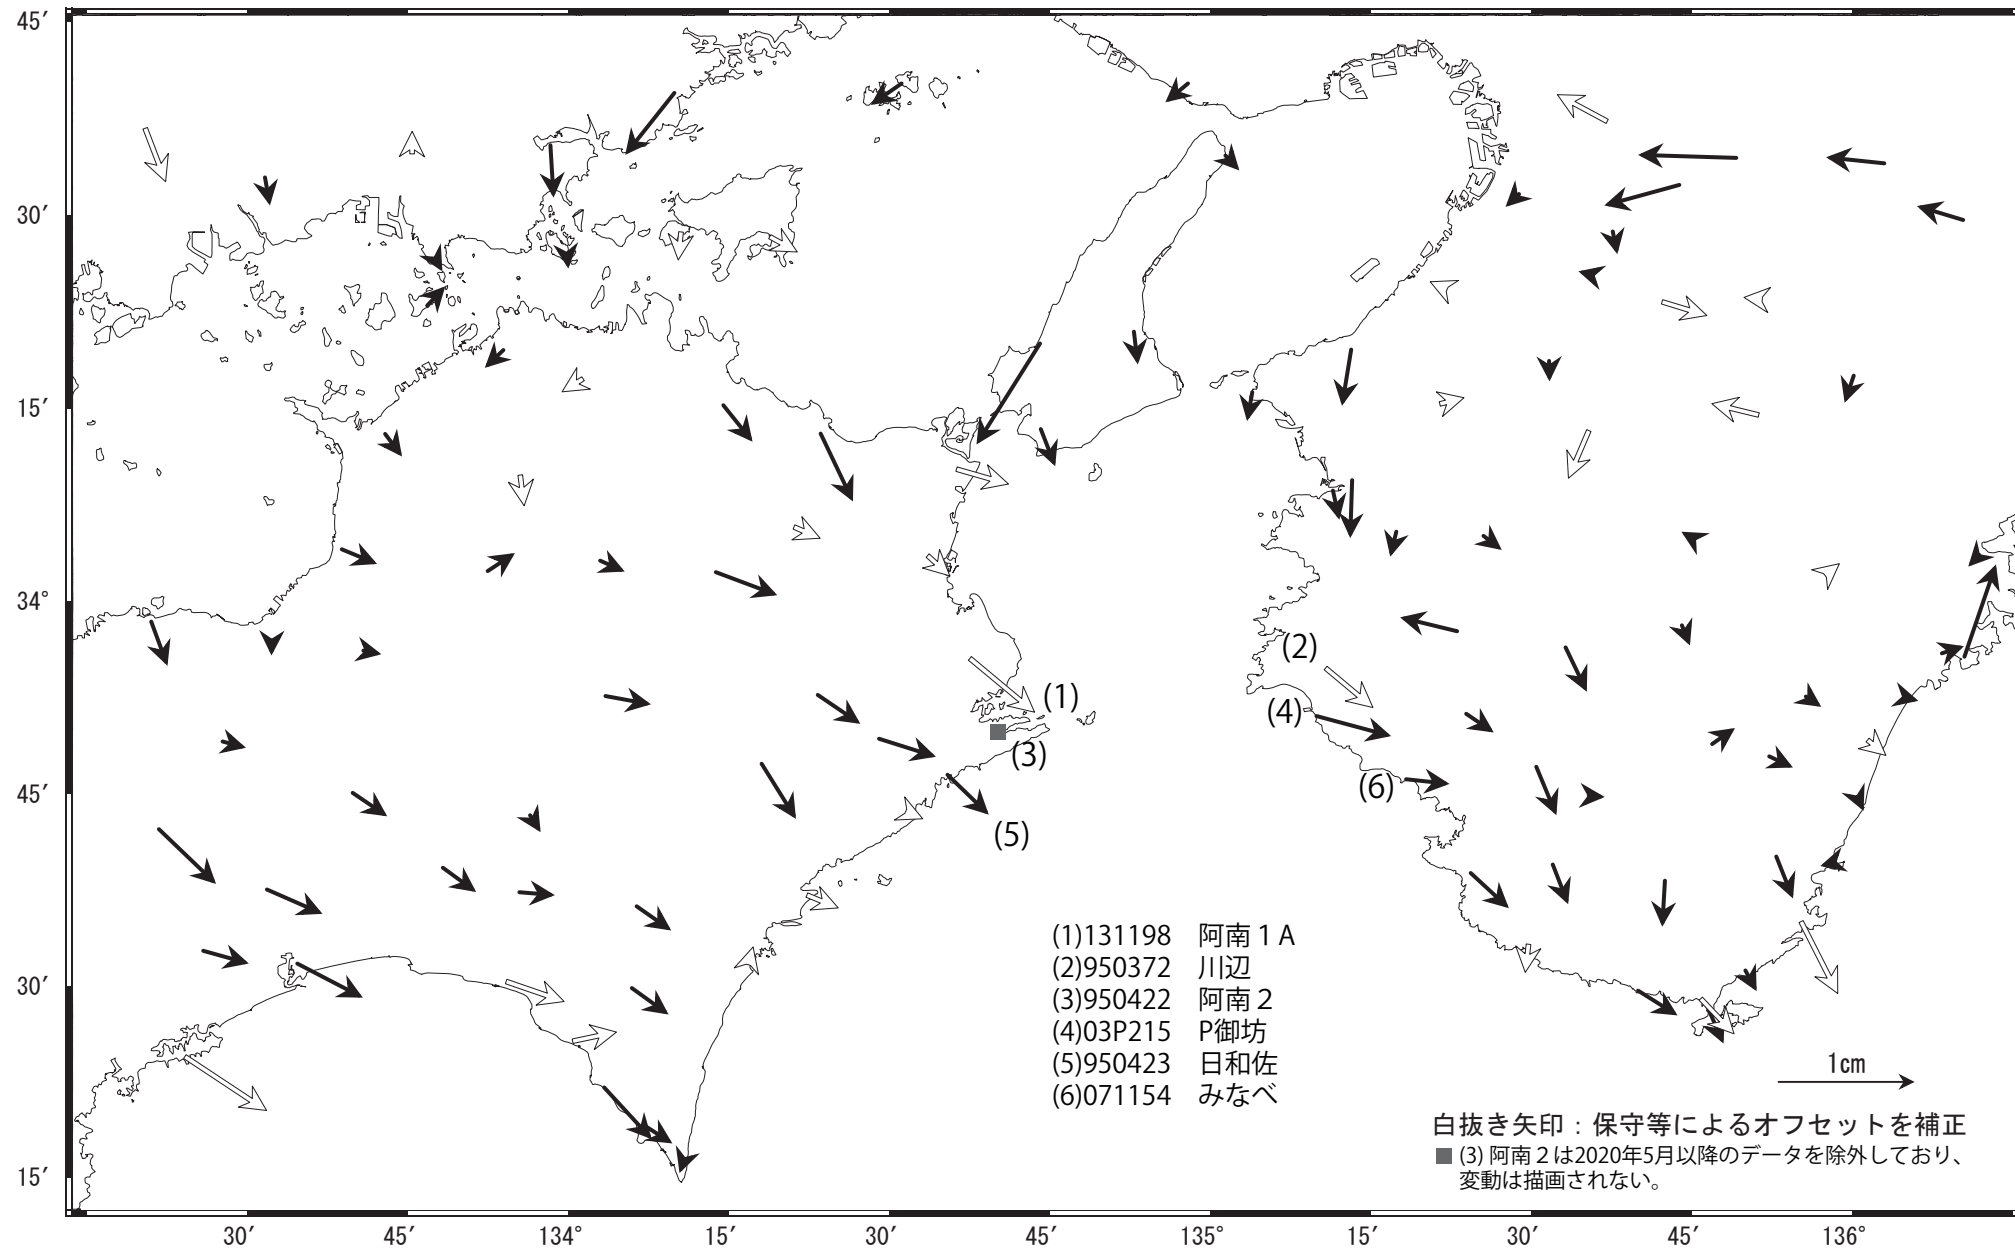 45′
30′
15′
34°
45′
30′
15′
(1)
(2)
(3)
(4)
(5)
(6)
(1)131198 阿南１A
(2)950372 川辺
(3)950422 阿南２
(4)03P215 P御坊
(5)950423 日和佐
(6)071154 みなべ
1cm
白抜き矢印：保守等によるオフセットを補正
(3) 阿南２は2020年5月以降のデータを除外しており、
変動は描画されない。
30′ 45′ 134° 15′ 30′ 45′ 135° 15′ 30′ 45′ 136°